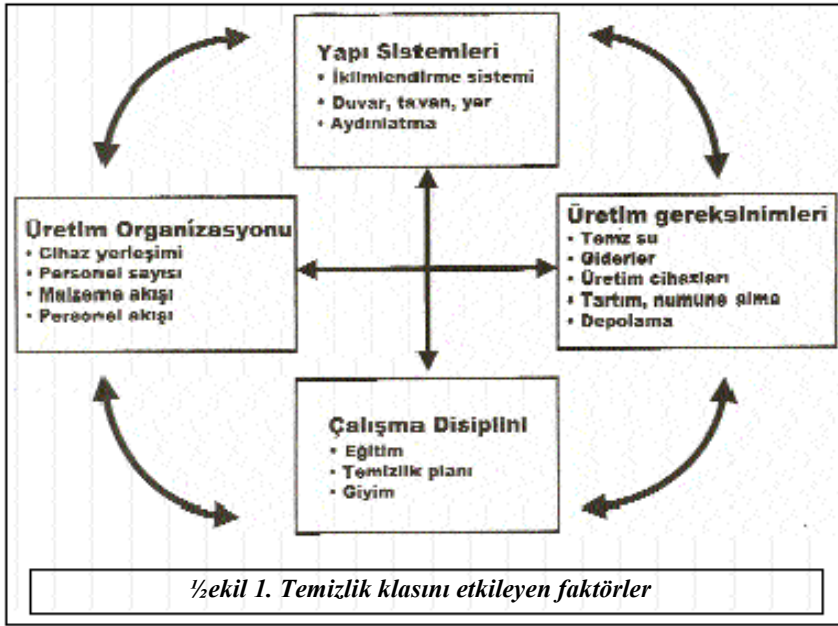 Yapı Sistemleri
• İklimlendirme sistemi
• Duvar, tavan, yer
• Aydınlatma
Üretim Organizasyonu
• Cihaz yerleşimi
• Personel sayısı
• Malzeme akışı
• Personel akışı
Üretim gereksinimleri
• Temiz su
• Giderler
• Üretim cihazları
• Tartım, numune alma
• Depolama
Çalışma Disiplini
• Eğitim
• Temizlik planı
• Giyim
½ekil 1. Temizlik klasını etkileyen faktörler